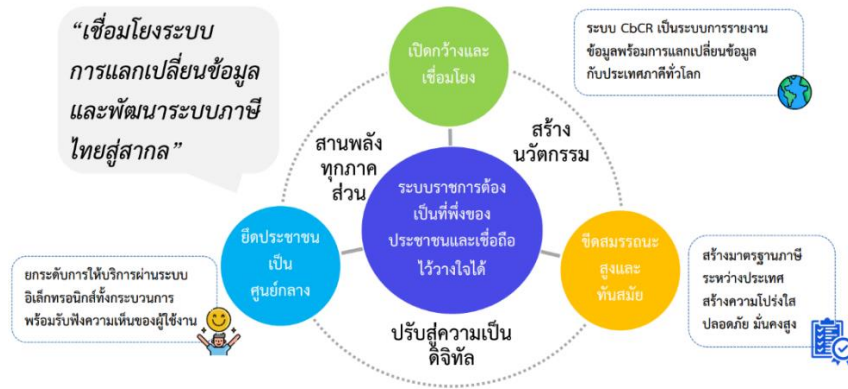 “เชื่อมโยงระบบ
การแลกเปลี่ยนข้อมูล
และพัฒนาระบบภาษี
ไทยสู่สากล”
เปิดกว้างและ
เชื่อมโยง
ระบบ CbCR เป็นระบบการรายงาน
ข้อมูลพร้อมการแลกเปลี่ยนข้อมูล
กับประเทศภาคีทั่วโลก
สานพลัง
ทุกภาค
ส่วน
สร้าง
นวัตกรรม
ระบบราชการต้อง
เป็นที่พึ่งของ
ประชาชนและเชื่อถือ
ไว้วางใจได้
ยึดประชาชน
เป็น
ศูนย์กลาง
ขีดสมรรถนะ
สูงและ
ทันสมัย
ยกระดับการให้บริการผ่านระบบ
อิเล็กทรอนิกส์ทั้งกระบวนการ
พร้อมรับฟังความเห็นของผู้ใช้งาน
สร้างมาตรฐานภาษี
ระหว่างประเทศ
สร้างความโปร่งใส
ปลอดภัย มั่นคงสูง
ปรับสู่ความเป็น
ดิจิทัล